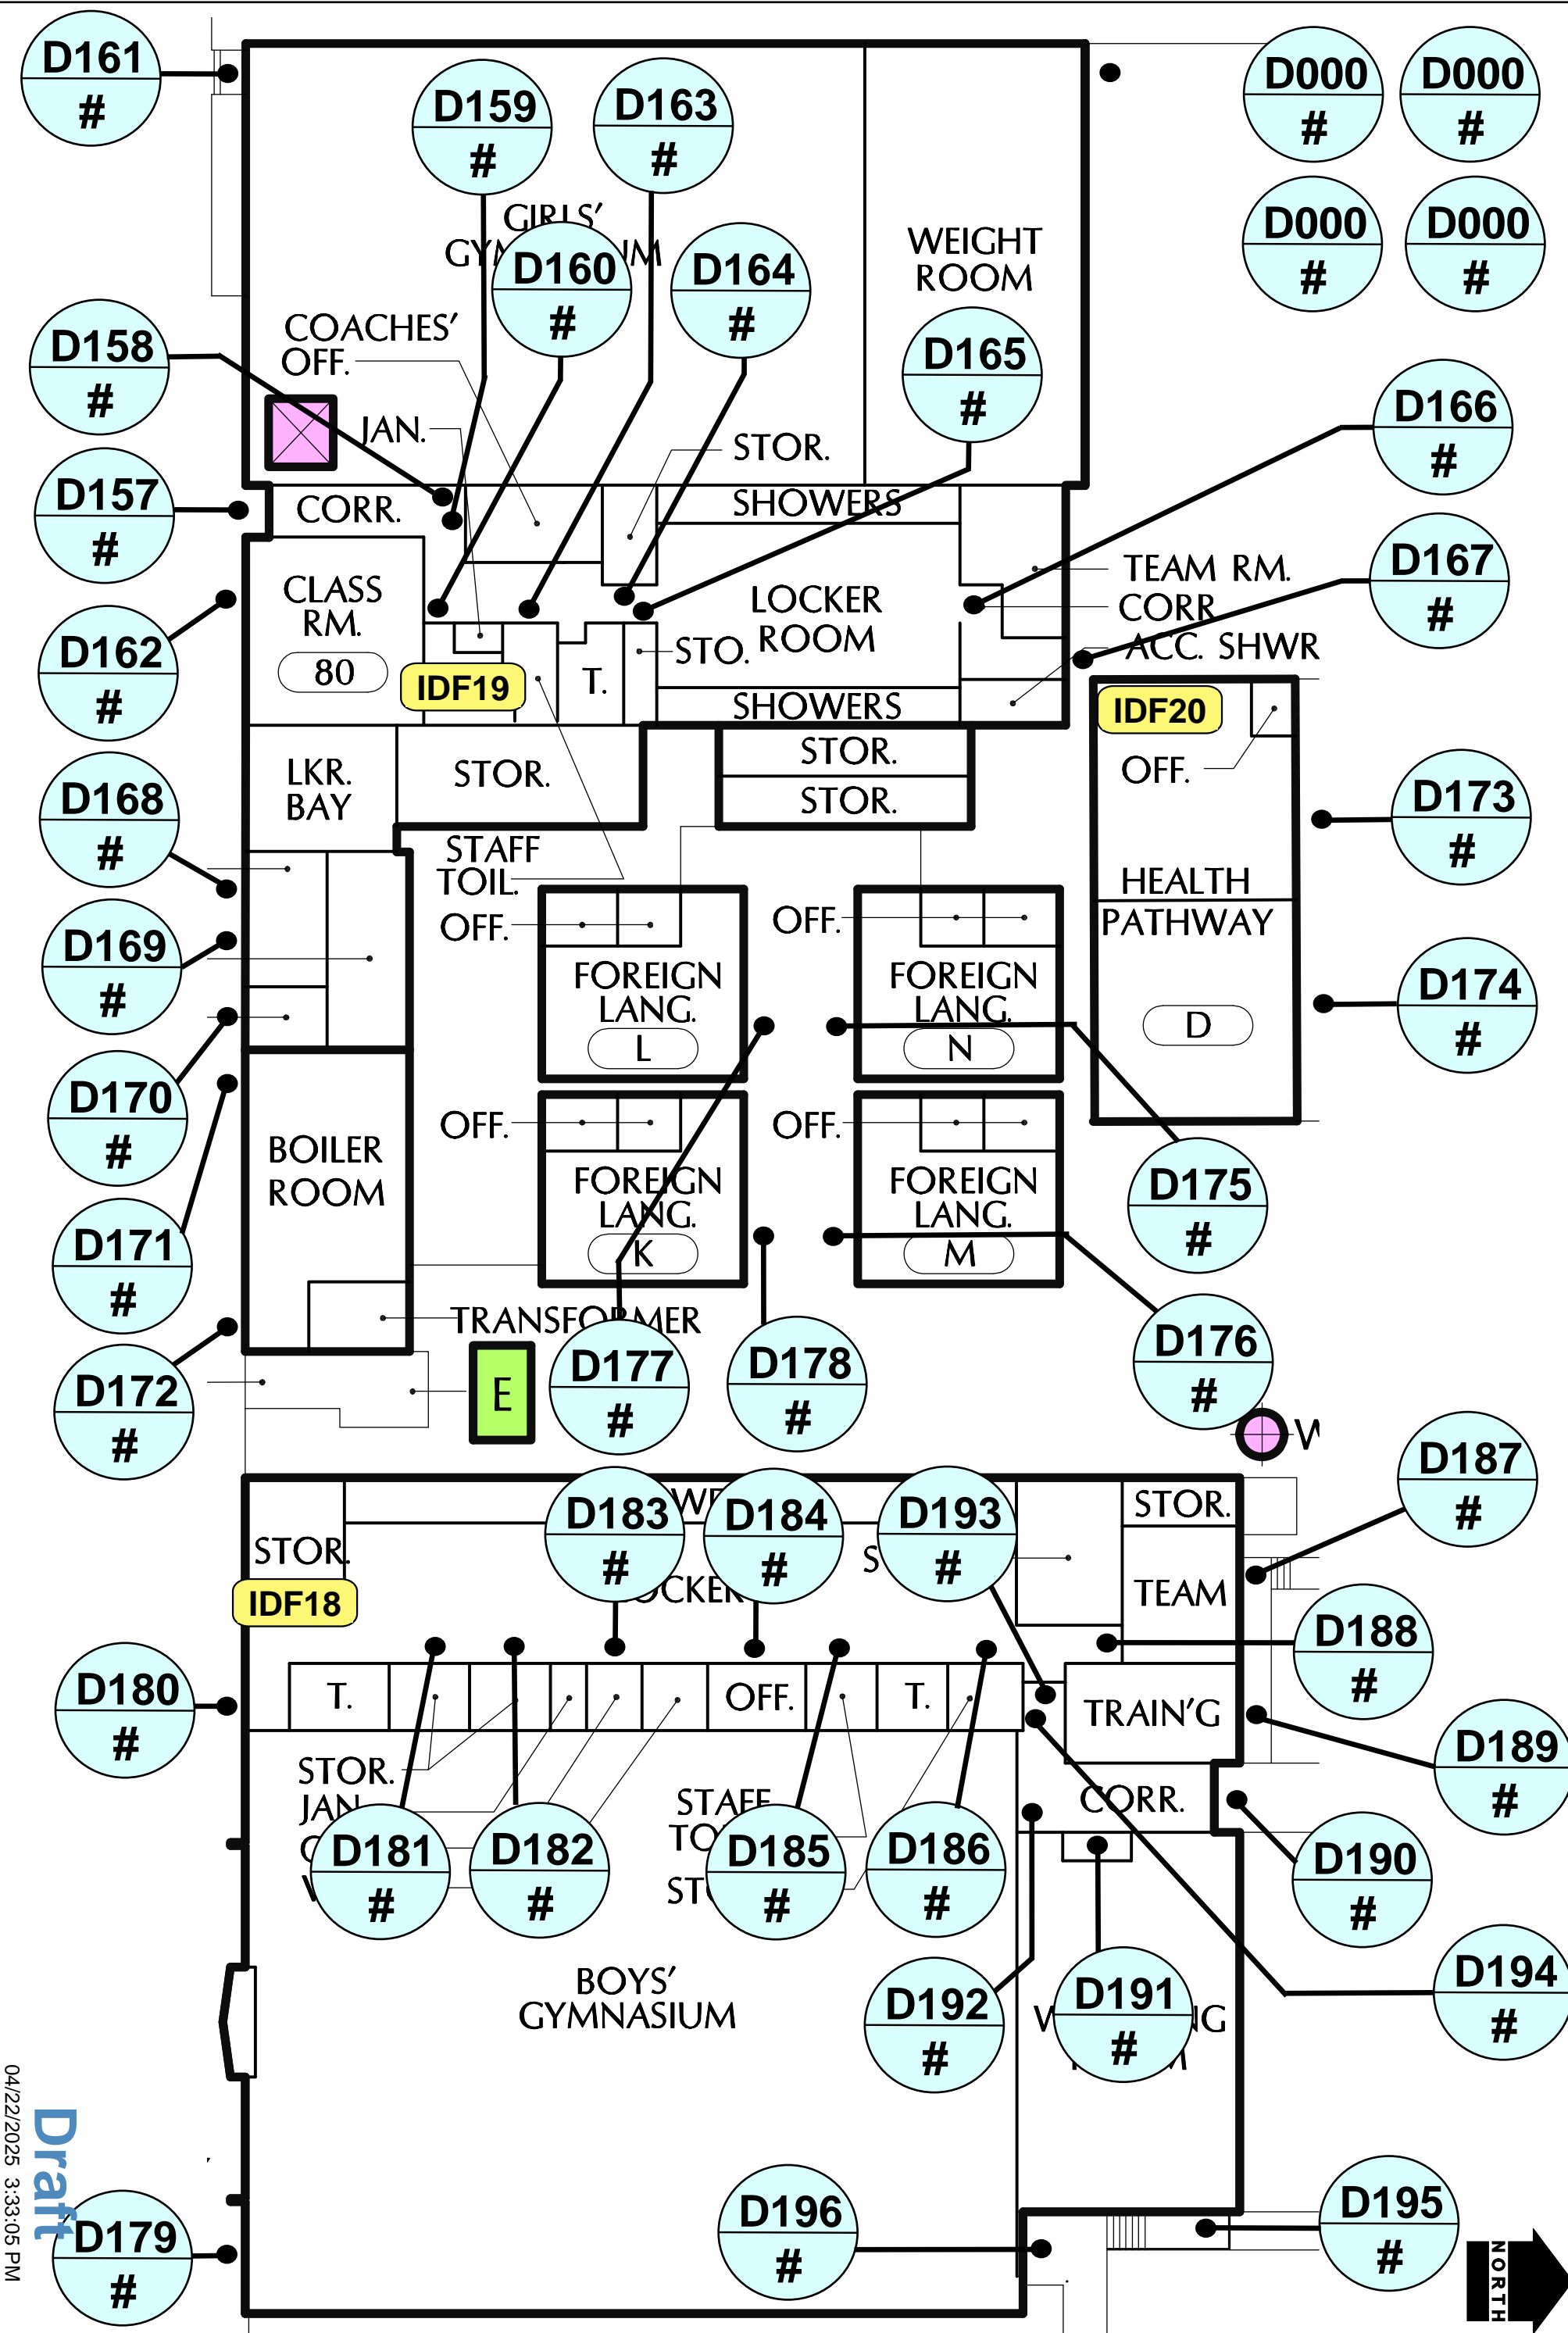 D161
#
D159
#
D163
#
D000
#
D000
#
D000
#
D000
#
GIRLS'
D160
#
D164
#
WEIGHT
ROOM
COACHES'
OFF.
D158
#
D165
#
D166
#
JAN.
STOR.
D157
#
CORR.
SHOWERS
D167
#
TEAM RM.
CORR
ACC. SHWR
CLASS
RM.
80
LOCKER
ROOM
D162
#
IDF19
T.
STO.
SHOWERS
IDF20
OFF.
LKR.
BAY
STOR.
STOR.
STOR.
D168
#
D173
#
STAFF
TOIL.
HEALTH
PATHWAY
D
OFF.
FOREIGN
LANG.
L
OFF.
FOREIGN
LANG.
N
D169
#
D174
#
D170
#
BOILER
ROOM
OFF.
FOREIGN
LANG.
K
OFF.
FOREIGN
LANG.
M
D175
#
D171
#
TRANSFORMER
D172
#
E
D177
#
D178
#
D176
#
D187
#
STOR.
IDF18
D183
#
D184
#
D193
#
STOR.
TEAM
D188
#
D180
#
T.
OFF.
T.
TRAIN'G
D189
#
STOR.
JAN
STAFF
CORR.
D181
#
D182
#
D185
#
D186
#
D190
#
BOYS'
GYMNASIUM
D192
#
D191
#
D194
#
D196
#
D195
#
D179
#
Draft
04/22/2025 3:33:05 PM
NORTH